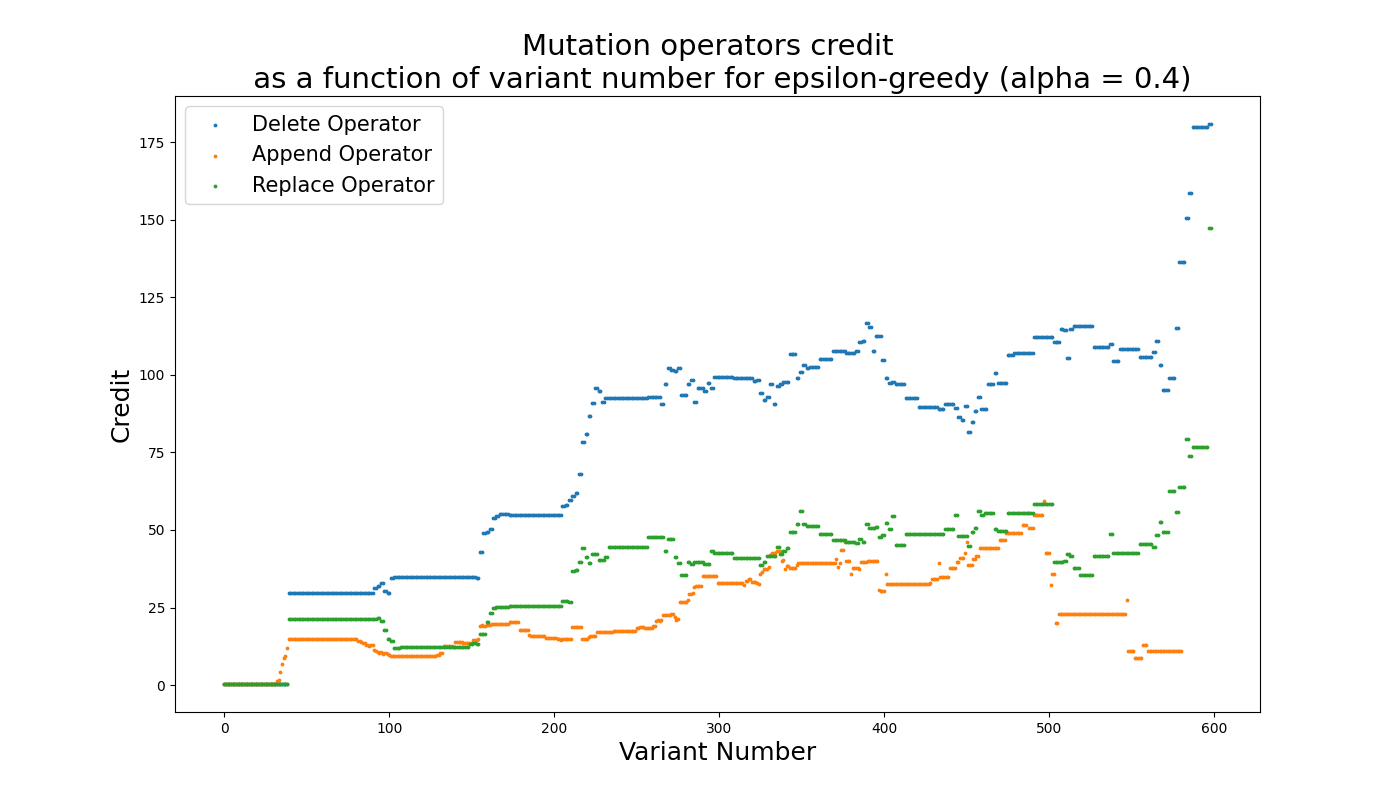 Mutation operators credit
as a function of variant number for epsilon-greedy (alpha = 0.4)
Delete Operator
Append Operator
Replace Operator
175
150
125
100
75
50
25
0
Credit
0 100 200 300 400 500 600
Variant Number